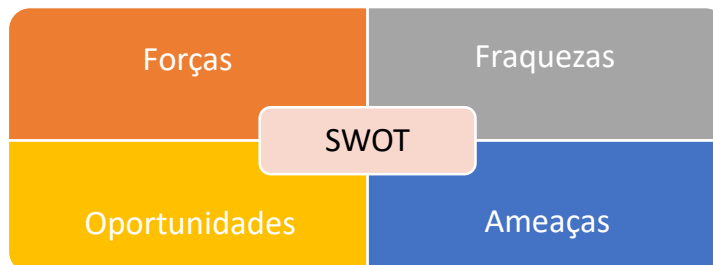 Forças
Fraquezas
SWOT
Oportunidades
Ameaças